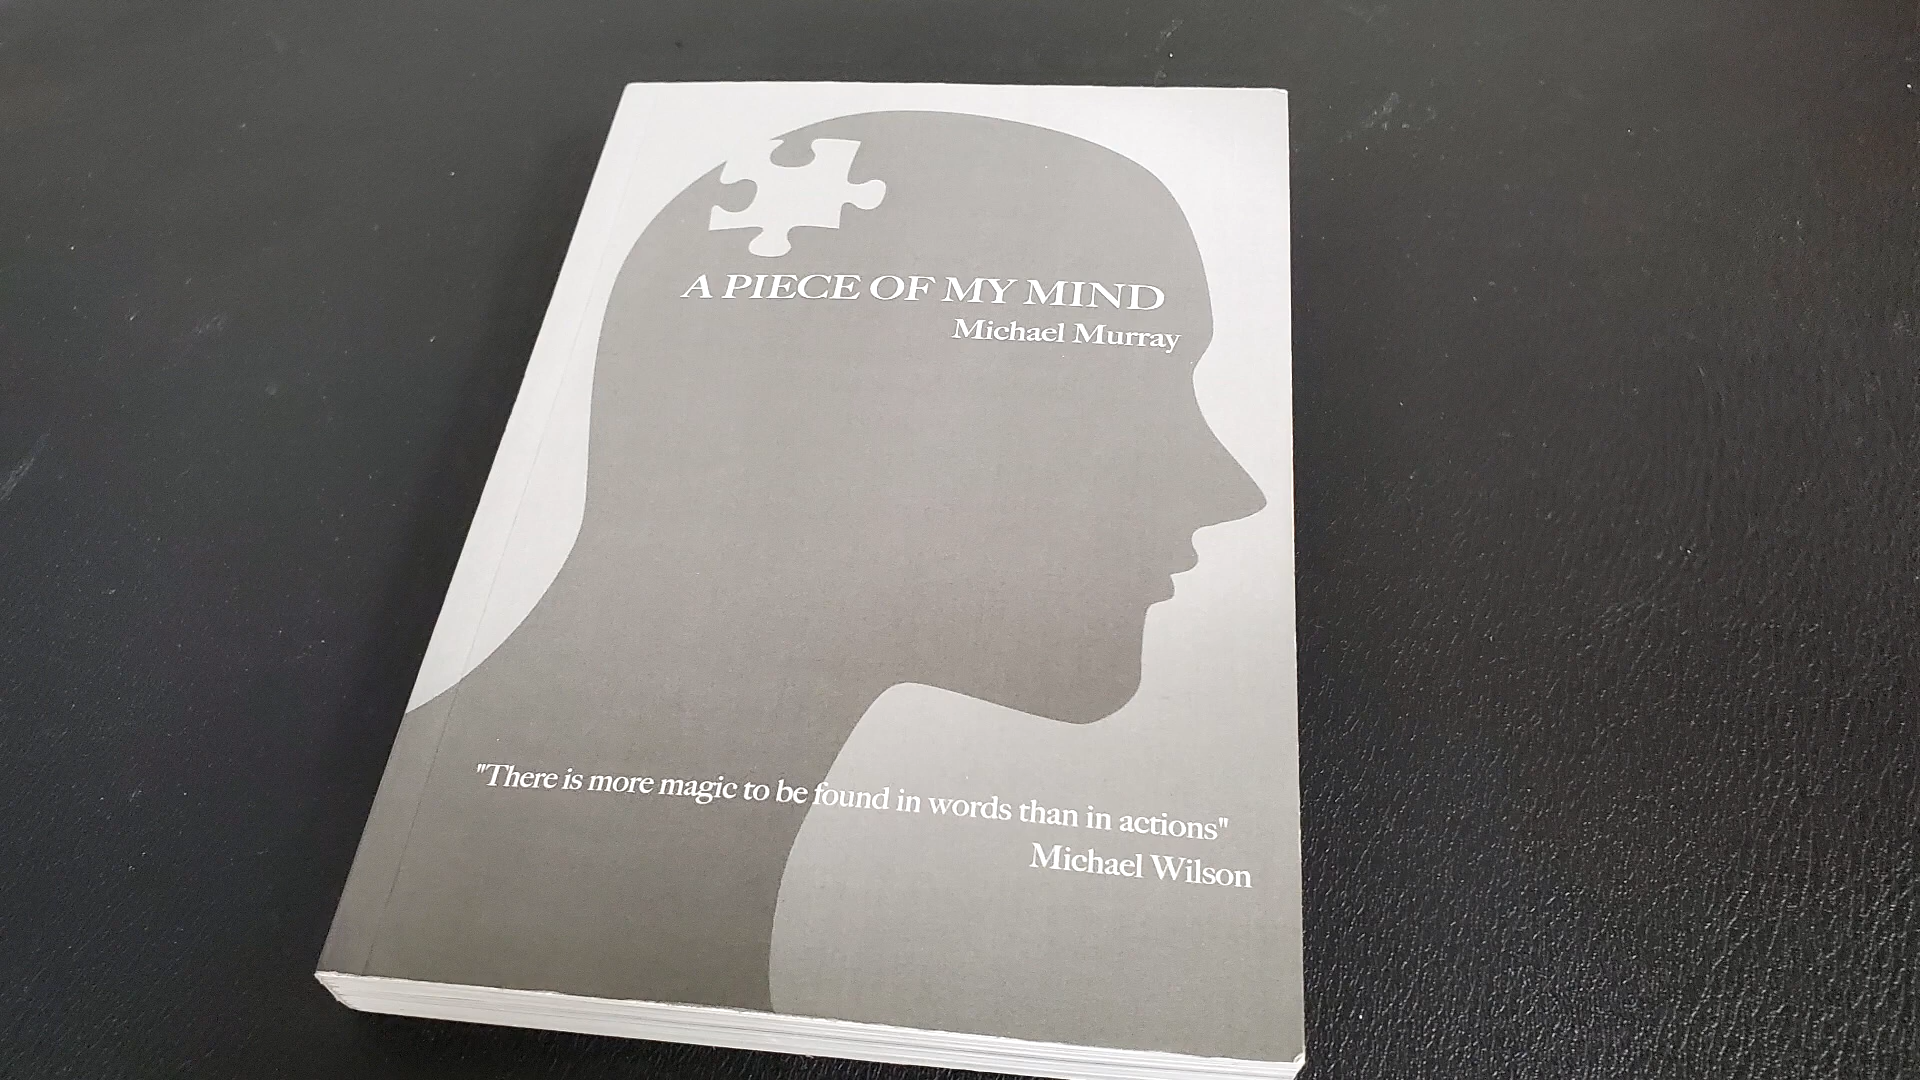 A PIECE OF MY MIND
Michael Murray
"There is more magic to be found in words than in actions"
Michael Wilson